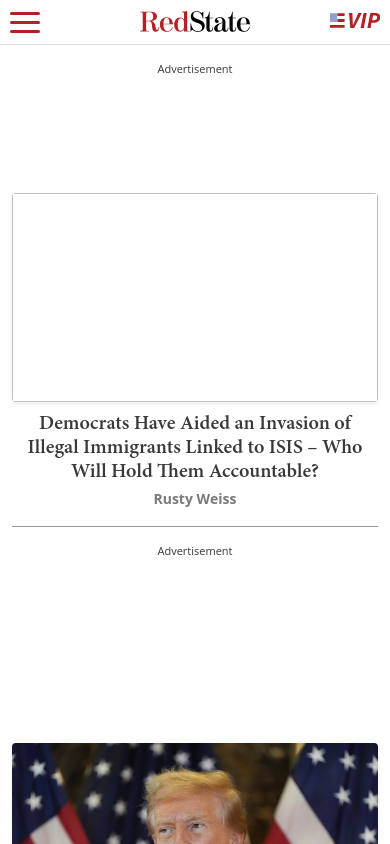 RedState
VIP
Advertisement
Democrats Have Aided an Invasion of
Illegal Immigrants Linked to ISIS – Who
Will Hold Them Accountable?
Rusty Weiss
Advertisement